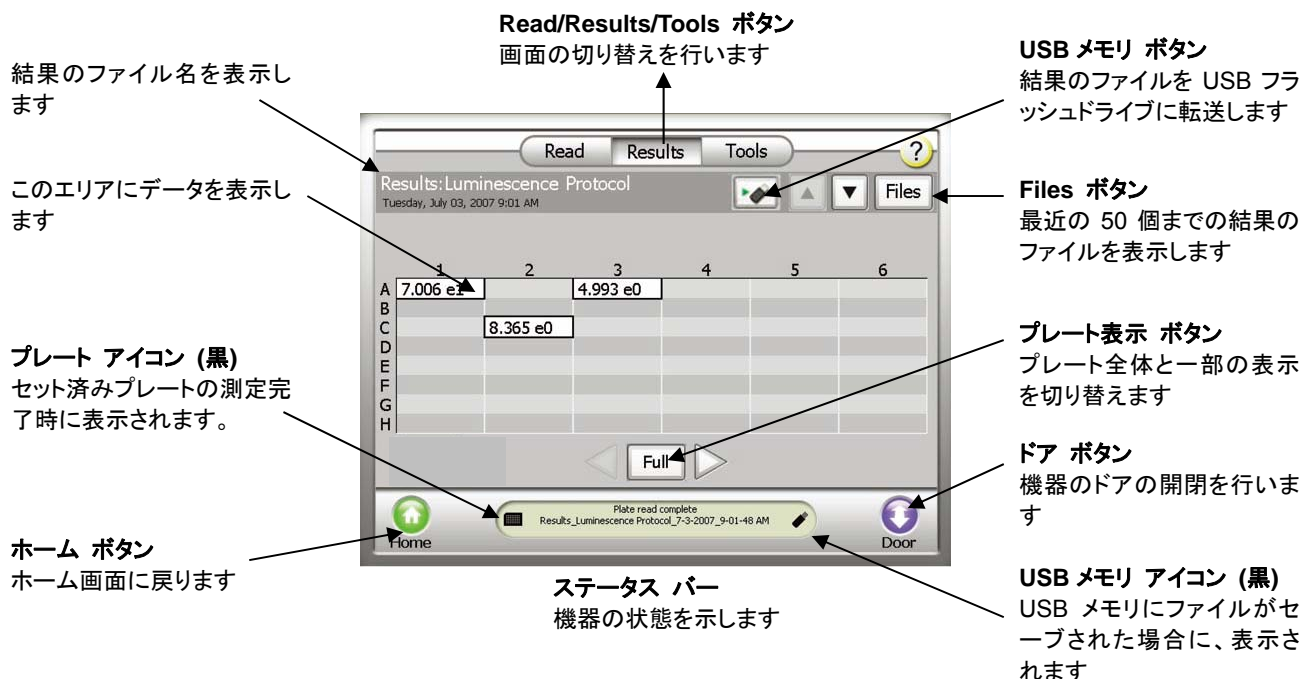 Read/Results/Tools ボタン
画面の切り替えを行います
結果のファイル名を表示し
ます
このエリアにデータを表示し
ます
プレート アイコン (黒)
セット済みプレートの測定完
了時に表示されます。
ホーム ボタン
ホーム画面に戻ります
Read Results Tools ?
Results:Luminescence Protocol
Tuesday, July 03, 2007 9:01 AM
Files
1 2 3 4 5 6
A 7.006 e1 4.993 e0
B
C 8.365 e0
D
E
F
G
H
Full
Plate read complete
Results_Luminescence Protocol_7-3-2007_9-01-48 AM
Home
Door
ステータス バー
機器の状態を示します
USB メモリ ボタン
結果のファイルを USB フラ
ッシュドライブに転送します
Files ボタン
最近の 50 個までの結果の
ファイルを表示します
プレート表示 ボタン
プレート全体と一部の表示
を切り替えます
ドア ボタン
機器のドアの開閉を行いま
す
USB メモリ アイコン (黒)
USB メモリにファイルがセ
ーブされた場合に、表示さ
れます